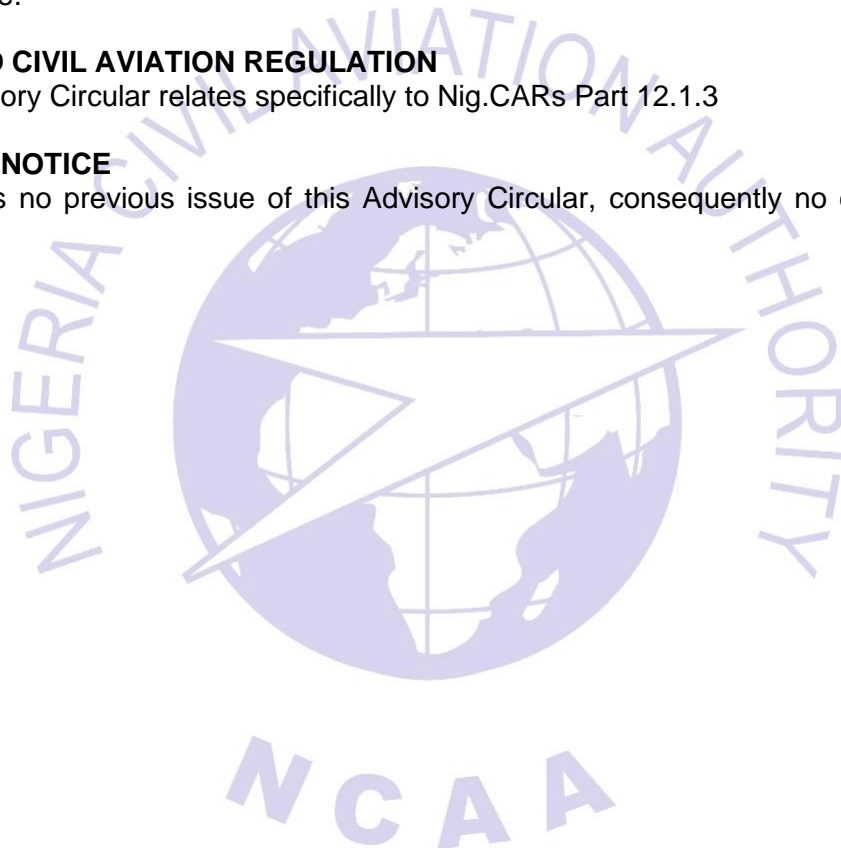 CIVIL AVIATION REGULATION
ory Circular relates specifically to Nig.CARs Part 12.1.3
NOTICE
s no previous issue of this Advisory Circular, consequently no
NIGERIA CIVIL AVIATION AUTHORITY
NCAA